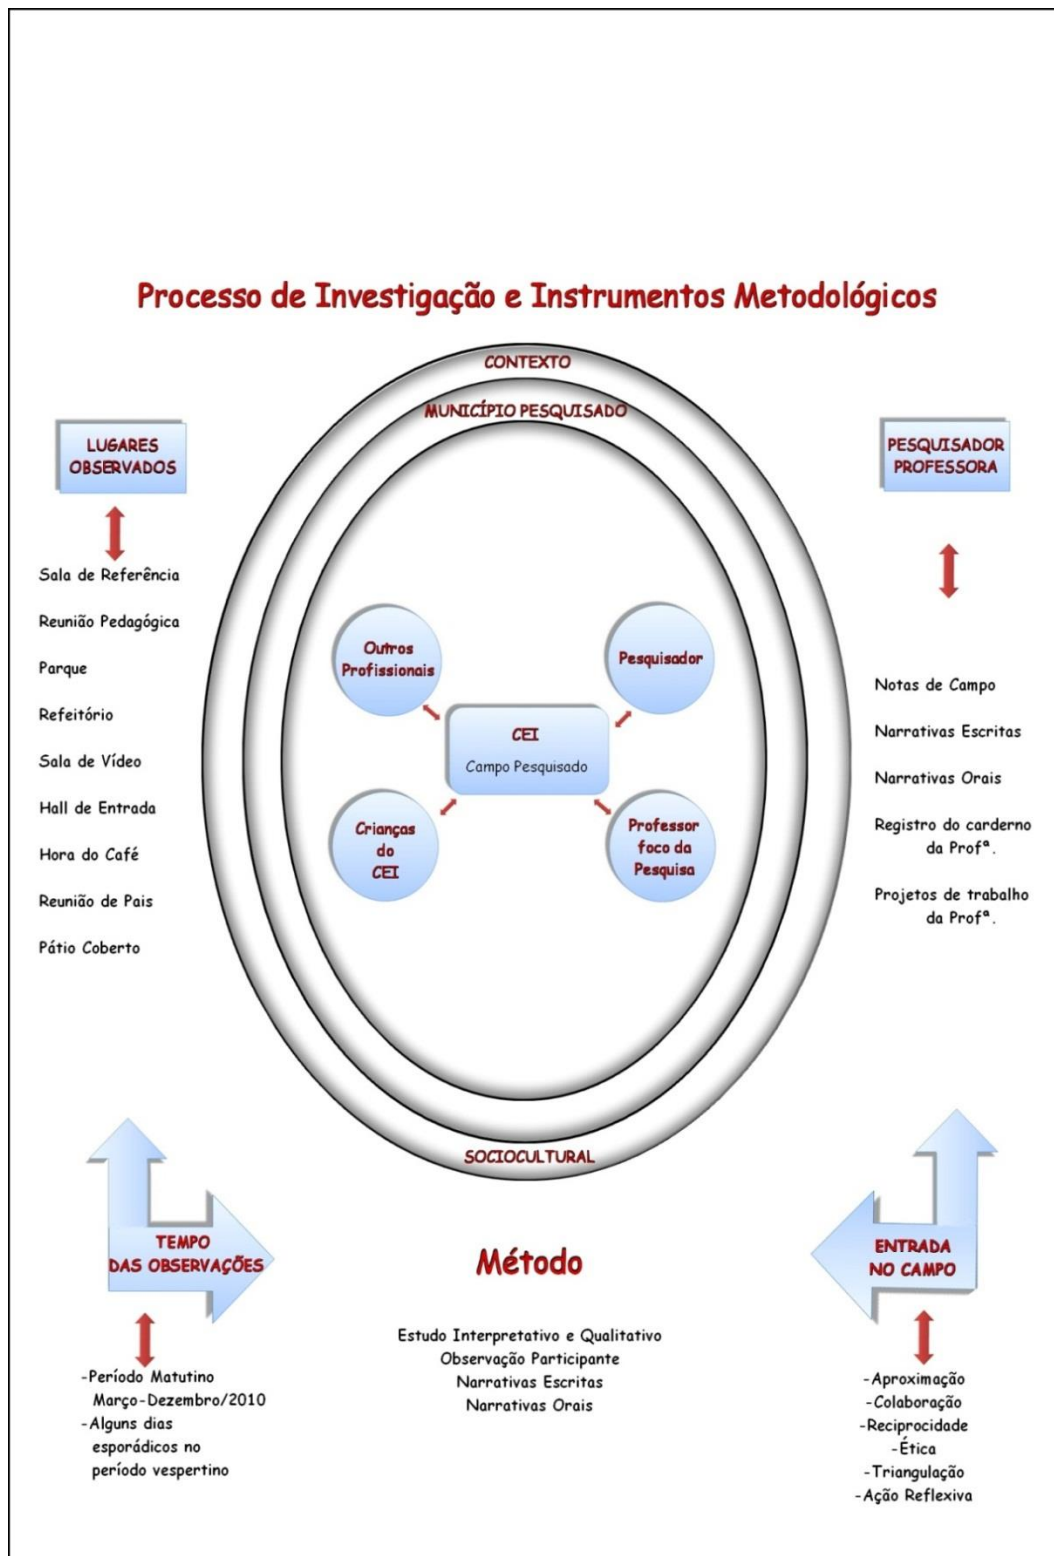 Processo de Investigação e Instrumentos Metodológicos
CONTEXTO
MUNICÍPIO PESQUISADO
LUGARES
OBSERVADOS
Sala de Referência
Reunião Pedagógica
Parque
Refeitório
Sala de Vídeo
Hall de Entrada
Hora do Café
Reunião de Pais
Pátio Coberto
Outros
Profissionais
Pesquisador
CEI
Campo Pesquisado
Crianças
do
CEI
Professor
foco da
Pesquisa
PESQUISADOR
PROFESSORA
Notas de Campo
Narrativas Escritas
Narrativas Orais
Registro do carderno
da Profª.
Projetos de trabalho
da Profª.
SOCIOCULTURAL
TEMPO
DAS OBSERVAÇÕES
-Período Matutino
Março-Dezembro/2010
-Alguns dias
esporádicos no
período vespertino
Método
Estudo Interpretativo e Qualitativo
Observação Participante
Narrativas Escritas
Narrativas Orais
ENTRADA
NO CAMPO
-Aproximação
-Colaboração
-Reciprocidade
-Ética
-Triangulação
-Ação Reflexiva